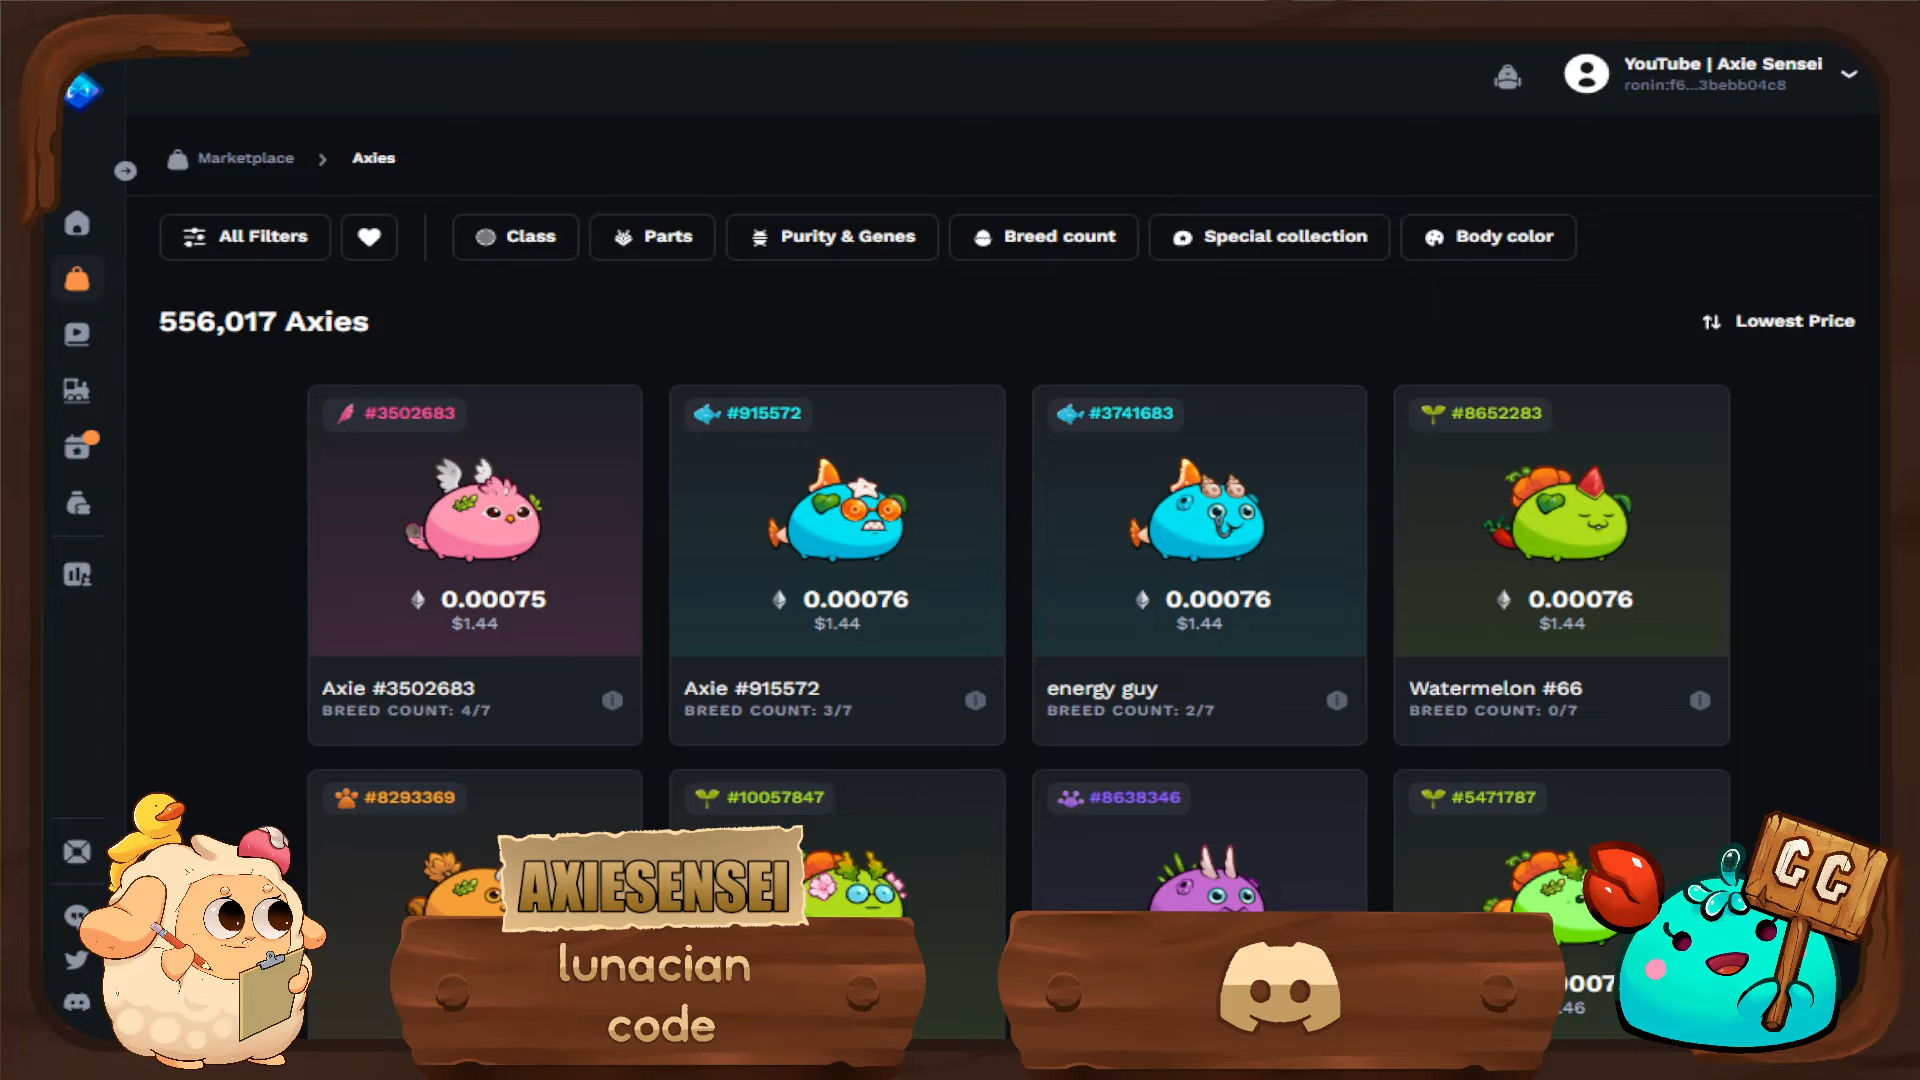 YouTube | Axie Sensei
ronin:f6...3bebb04c8
Marketplace > Axies
All Filters
Class
Parts
Purity & Genes
Breed count
Special collection
Body color
556,017 Axies
Lowest Price
#3502683
0.00075
$1.44
Axie #3502683
BREED COUNT: 4/7
#915572
0.00076
$1.44
Axie #915572
BREED COUNT: 3/7
#3741683
0.00076
$1.44
energy guy
BREED COUNT: 2/7
#8652283
0.00076
$1.44
Watermelon #66
BREED COUNT: 0/7
#8293369
#10057847
#8638346
#5471787
AXIESENSEI
lunacian
code
CC